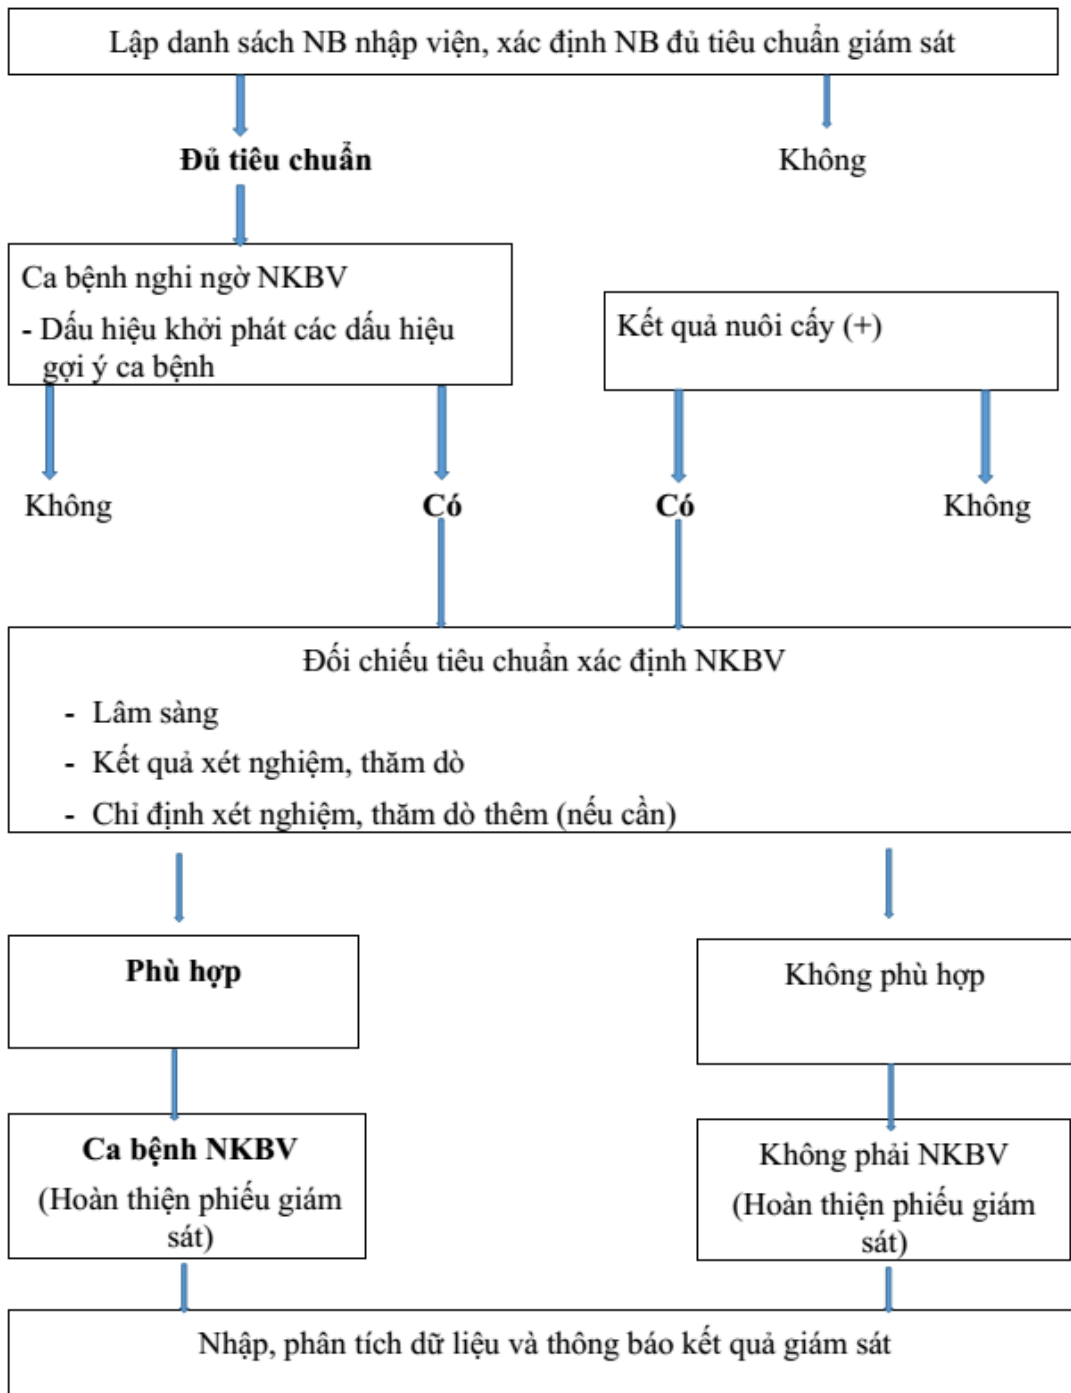 Lập danh sách NB nhập viện, xác định NB đủ tiêu chuẩn giám sát
Đủ tiêu chuẩn
Không
Ca bệnh nghi ngờ NKBV
- Dấu hiệu khởi phát các dấu hiệu
gợi ý ca bệnh
Kết quả nuôi cấy (+)
Không
Có
Có
Không
Đối chiếu tiêu chuẩn xác định NKBV
- Lâm sàng
- Kết quả xét nghiệm, thăm dò
- Chỉ định xét nghiệm, thăm dò thêm (nếu cần)
Phù hợp
Không phù hợp
Ca bệnh NKBV
(Hoàn thiện phiếu giám
sát)
Không phải NKBV
(Hoàn thiện phiếu giám
sát)
Nhập, phân tích dữ liệu và thông báo kết quả giám sát